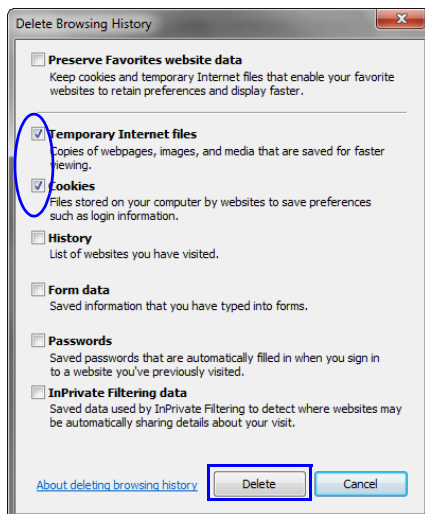 Delete Browsing History
Preserve Favorites website data
Keep cookies and temporary Internet files that enable your favorite
websites to retain preferences and display faster.
Temporary Internet files
Copies of webpages, images, and media that are saved for faster
viewing.
Cookies
Files stored on your computer by websites to save preferences
such as login information.
History
List of websites you have visited.
Form data
Saved information that you have typed into forms.
Passwords
Saved passwords that are automatically filled in when you sign in
to a website you've previously visited.
InPrivate Filtering data
Saved data used by InPrivate Filtering to detect where websites may
be automatically sharing details about your visit.
About deleting browsing history Delete Cancel